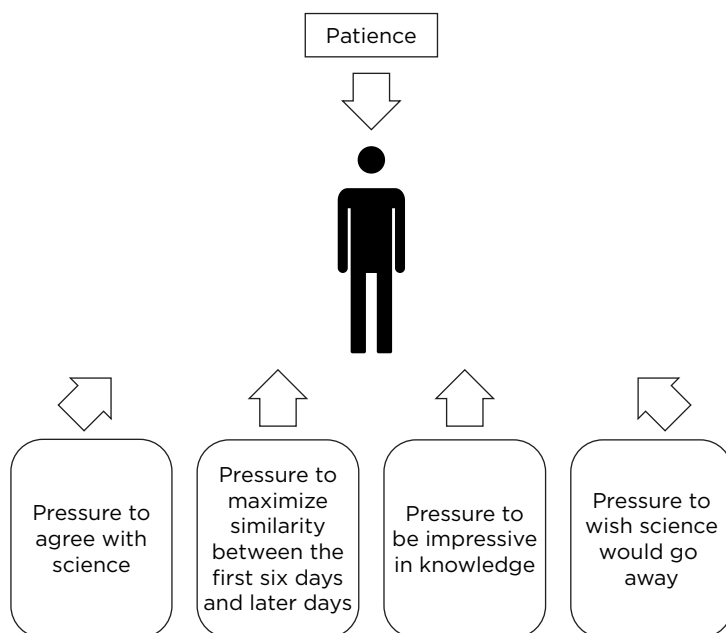 Patience
Pressure to
agree with
science
Pressure to
maximize
similarity
between the
first six days
and later days
Pressure to
be impressive
in knowledge
Pressure to
wish science
would go
away